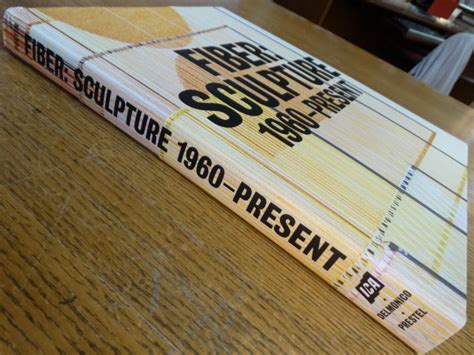 FIBER:
SCULPTURE
1960–PRESENT
FIBER: SCULPTURE 1960–PRESENT
ICA
DELMONICO
•
PRESTEL